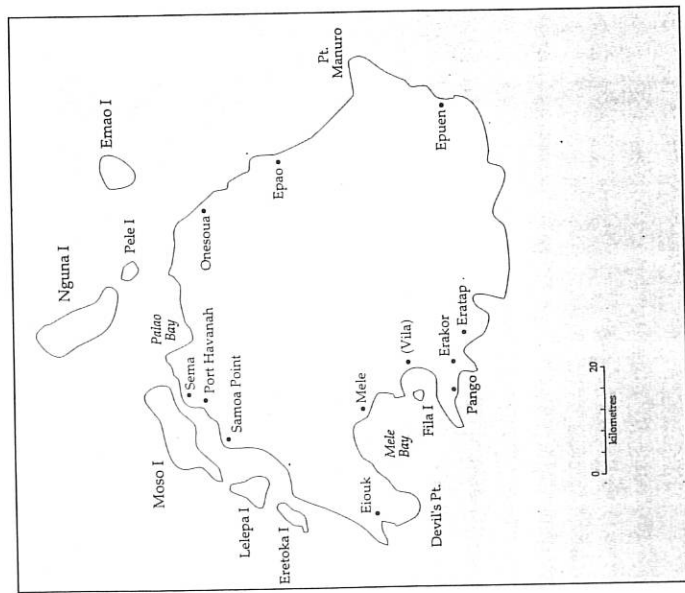 Nguna I
Emao I
Pele I
Palao
Bay
Moso I
Sema
Port Havanah
Samoa Point
Onesoua
Lelepa I
Eretoka I
Epao
Pt.
Manuro
Eiouk
Mele
Mele
Bay
Devil's Pt.
Fila I
(Vila)
Erakor
Pango
Eratap
Epuen
0
20
kilometres